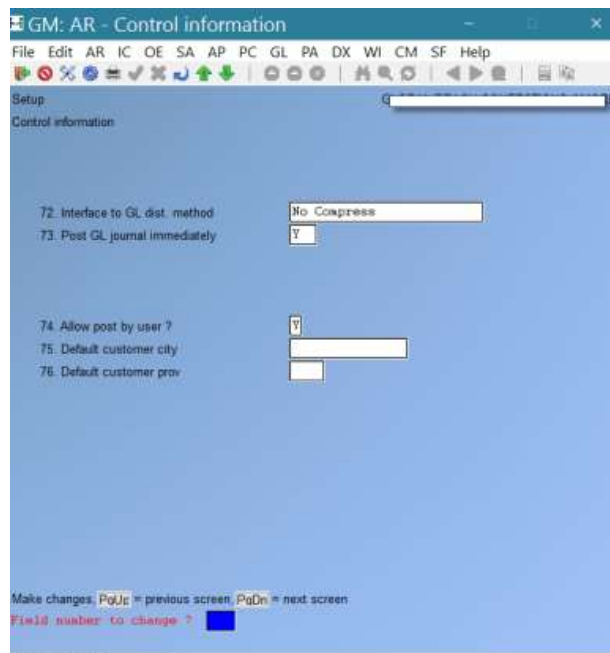 GM: AR - Control information
File Edit AR IC OE SA AP PC GL PA DX WI CM SF Help
Setup
Control information
72. Interface to GL dist. method No Compress
73. Post GL journal immediately Y
74. Allow post by user ? Y
75. Default customer city
76. Default customer prov
Make changes, PgUp = previous screen, PgDn = next screen
Field number to change ?